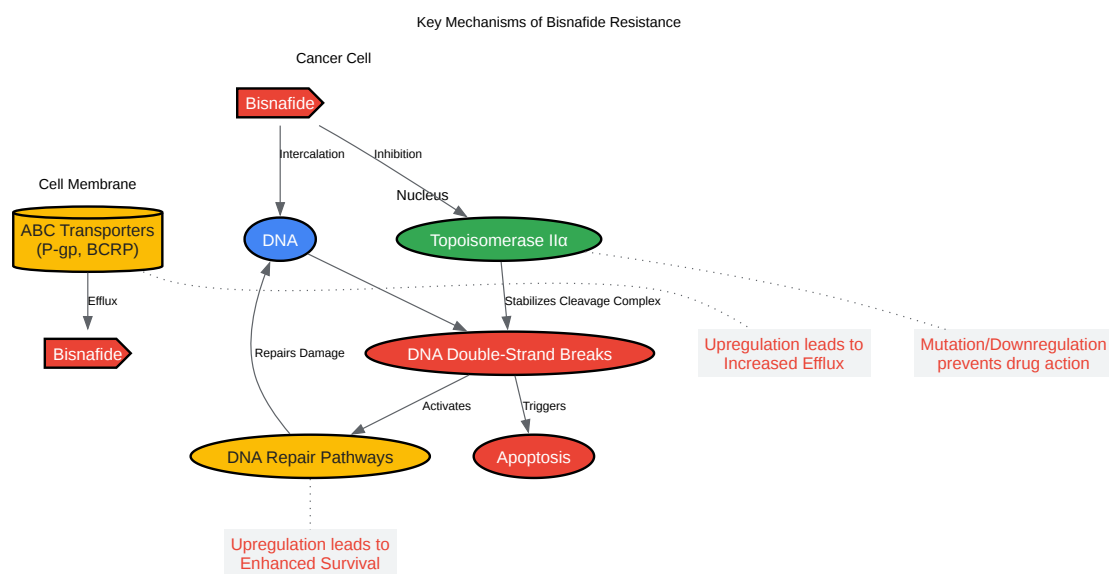 Key Mechanisms of Bisnafide Resistance
Cancer Cell
Bisnafide
Intercalation
Inhibition
Cell Membrane
Nucleus
ABC Transporters
(P-gp, BCRP)
DNA
Topoisomerase IIα
Efflux
Stabilizes Cleavage Complex
Bisnafide
Repairs Damage
DNA Double-Strand Breaks
Upregulation leads to
Increased Efflux
Mutation/Downregulation
prevents drug action
Activates
Triggers
DNA Repair Pathways
Apoptosis
Upregulation leads to
Enhanced Survival